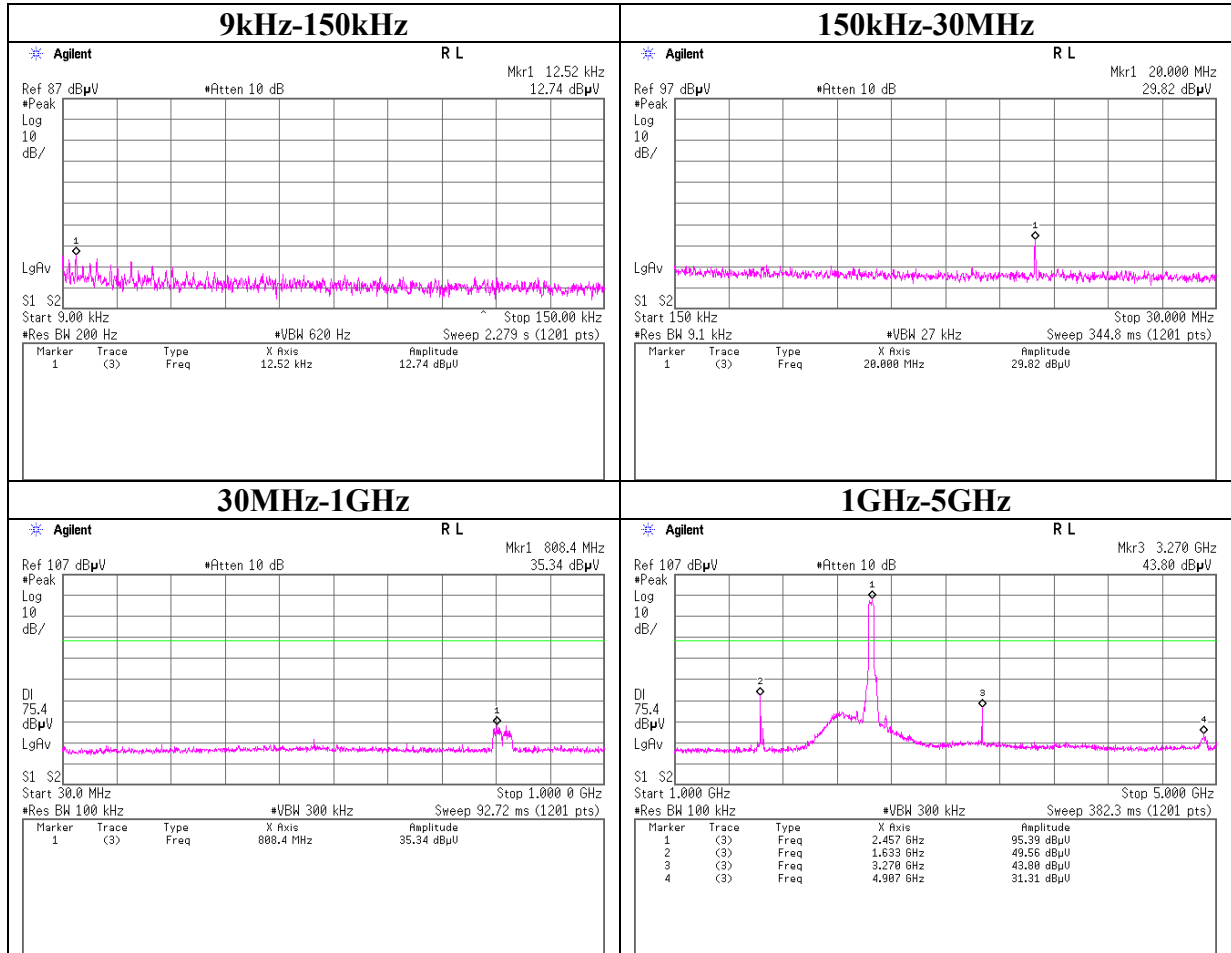 9kHz-150kHz
Agilent R L
Mkr1 12.52 kHz
Ref 87 dBµV #Atten 10 dB 12.74 dBµV
#Peak
Log
10
dB/
1
LgAv
S1 S2
Start 9.00 kHz ^ Stop 150.00 kHz
#Res BW 200 Hz #VBW 620 Hz Sweep 2.279 s (1201 pts)
Marker Trace Type X Axis Amplitude
1 (3) Freq 12.52 kHz 12.74 dBµV
150kHz-30MHz
Agilent R L
Mkr1 20.000 MHz
Ref 97 dBµV #Atten 10 dB 29.82 dBµV
#Peak
Log
10
dB/
1
LgAv
S1 S2
Start 150 kHz Stop 30.000 MHz
#Res BW 9.1 kHz #VBW 27 kHz Sweep 344.8 ms (1201 pts)
Marker Trace Type X Axis Amplitude
1 (3) Freq 20.000 MHz 29.82 dBµV
30MHz-1GHz
Agilent R L
Mkr1 808.4 MHz
Ref 107 dBµV #Atten 10 dB 35.34 dBµV
#Peak
Log
10
dB/
DI
75.4
dBµV
1
LgAv
S1 S2
Start 30.0 MHz Stop 1.000 0 GHz
#Res BW 100 kHz #VBW 300 kHz Sweep 92.72 ms (1201 pts)
Marker Trace Type X Axis Amplitude
1 (3) Freq 808.4 MHz 35.34 dBµV
1GHz-5GHz
Agilent R L
Mkr3 3.270 GHz
Ref 107 dBµV #Atten 10 dB 43.80 dBµV
#Peak
1
Log
10
dB/
2
DI
3
75.4
dBµV
4
LgAv
S1 S2
Start 1.000 GHz Stop 5.000 GHz
#Res BW 100 kHz #VBW 300 kHz Sweep 382.3 ms (1201 pts)
Marker Trace Type X Axis Amplitude
1 (3) Freq 2.457 GHz 95.39 dBµV
2 (3) Freq 1.633 GHz 49.56 dBµV
3 (3) Freq 3.270 GHz 43.80 dBµV
4 (3) Freq 4.907 GHz 31.31 dBµV